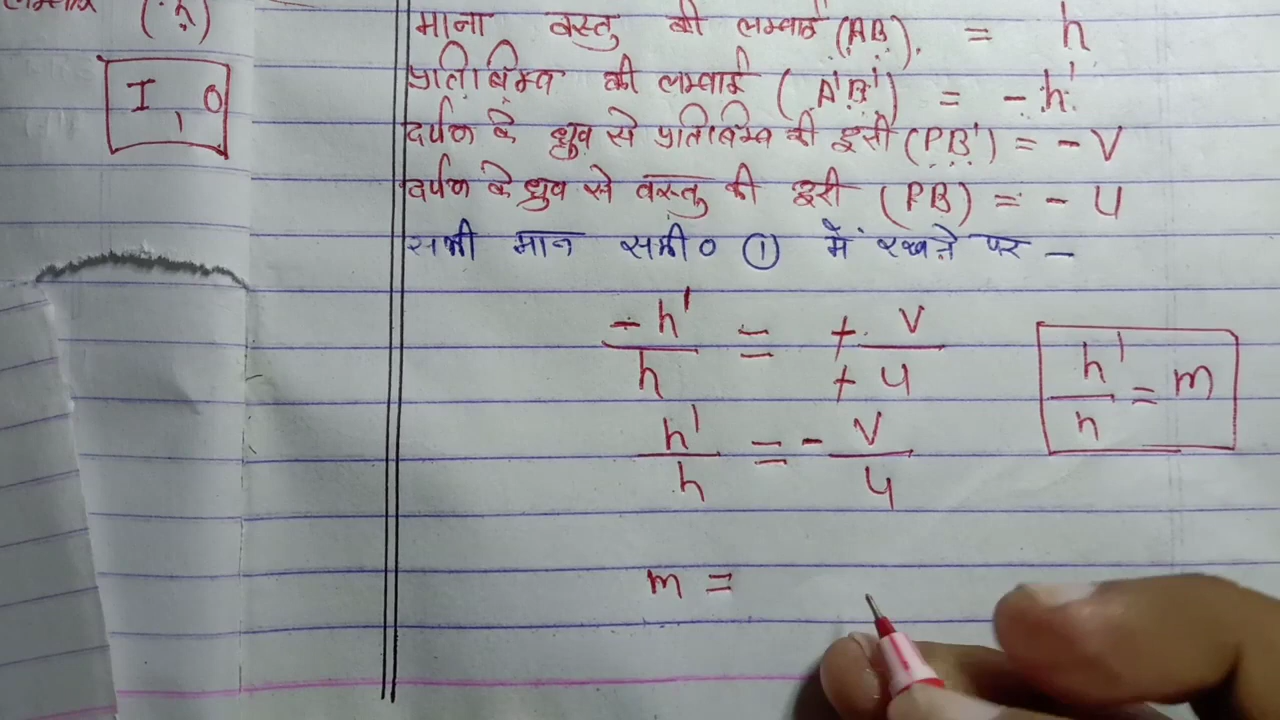 (h)
I, O
माना वस्तु की लम्बाई (AB) = h
प्रतिबिम्ब की लम्बाई (A'B') = - h'
दर्पण के ध्रुव से प्रतिबिम्ब की दूरी (PB') = - V
दर्पण के ध्रुव से वस्तु की दूरी (PB) = - u
सभी मान समी० ① में रखने पर -
-h'/h = + V/+ u
h'/h = m
h'/h = - V/u
m =